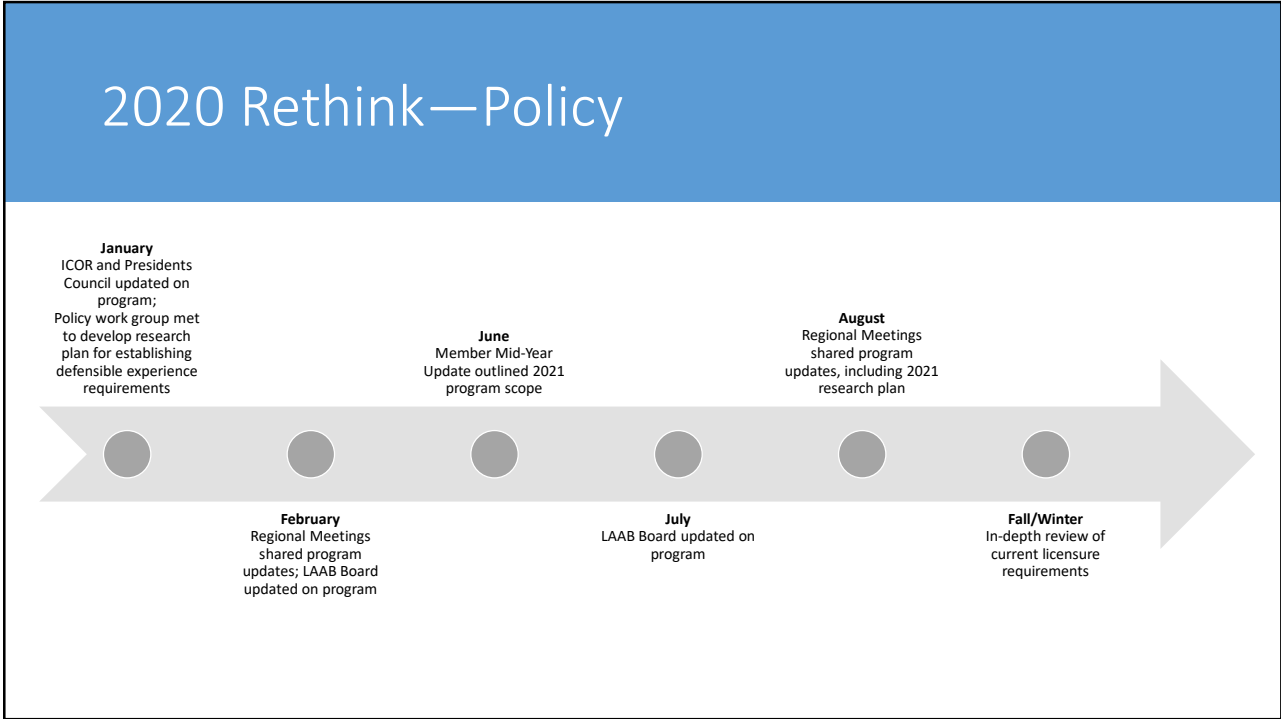 2020 Rethink—Policy
January
ICOR and Presidents
Council updated on
program;
Policy work group met
to develop research
plan for establishing
defensible experience
requirements
February
Regional Meetings
shared program
updates; LAAB Board
updated on program
June
Member Mid-Year
Update outlined 2021
program scope
July
LAAB Board updated on
program
August
Regional Meetings
shared program
updates, including 2021
research plan
Fall/Winter
In-depth review of
current licensure
requirements